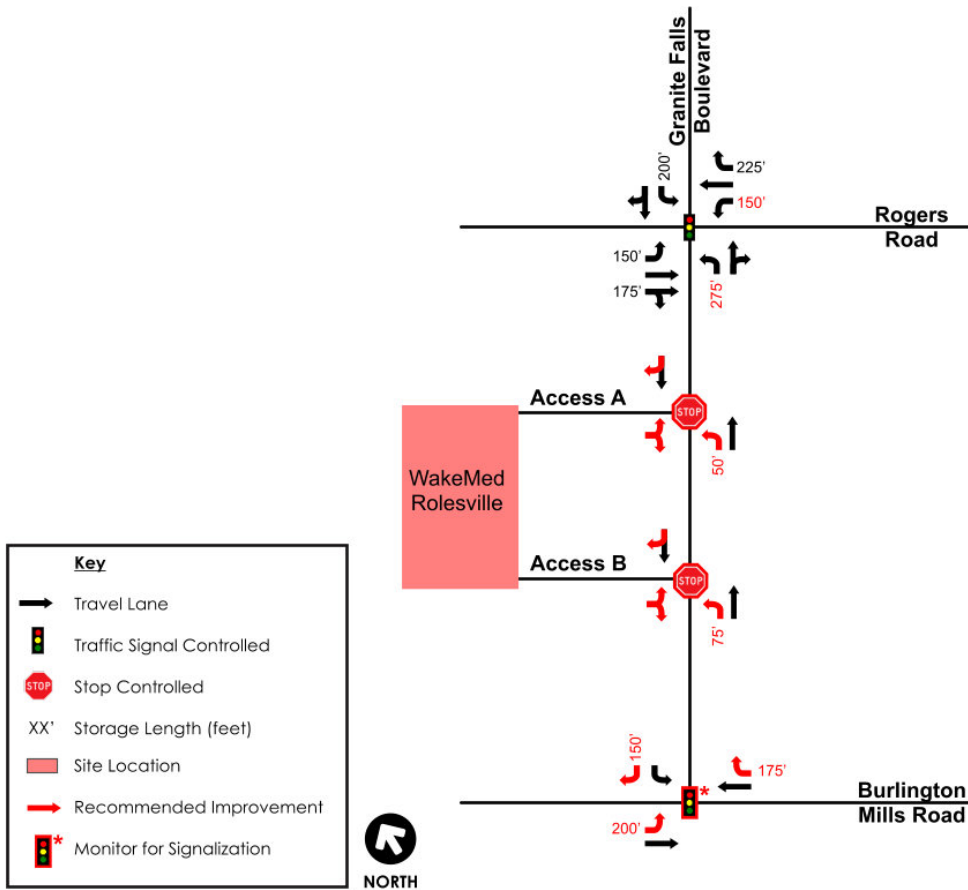 Granite Falls
Boulevard
200'
225'
150'
Rogers
Road
150'
175'
275'
Access A
STOP
50'
WakeMed
Rolesville
Access B
STOP
75'
150'
175'
*
Burlington
Mills Road
200'
Key
Travel Lane
Traffic Signal Controlled
STOP
Stop Controlled
XX'
Storage Length (feet)
Site Location
Recommended Improvement
*
Monitor for Signalization
NORTH